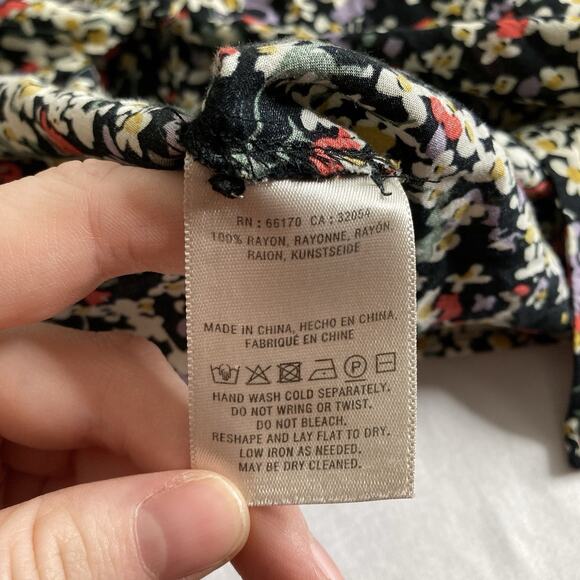 RN : 66170 CA : 32054
100% RAYON, RAYONNE, RAYÓN,
RAION, KUNSTSEIDE
MADE IN CHINA, HECHO EN CHINA,
FABRIQUÉ EN CHINE
HAND WASH COLD SEPARATELY.
DO NOT WRING OR TWIST.
DO NOT BLEACH.
RESHAPE AND LAY FLAT TO DRY.
LOW IRON AS NEEDED.
MAY BE DRY CLEANED.